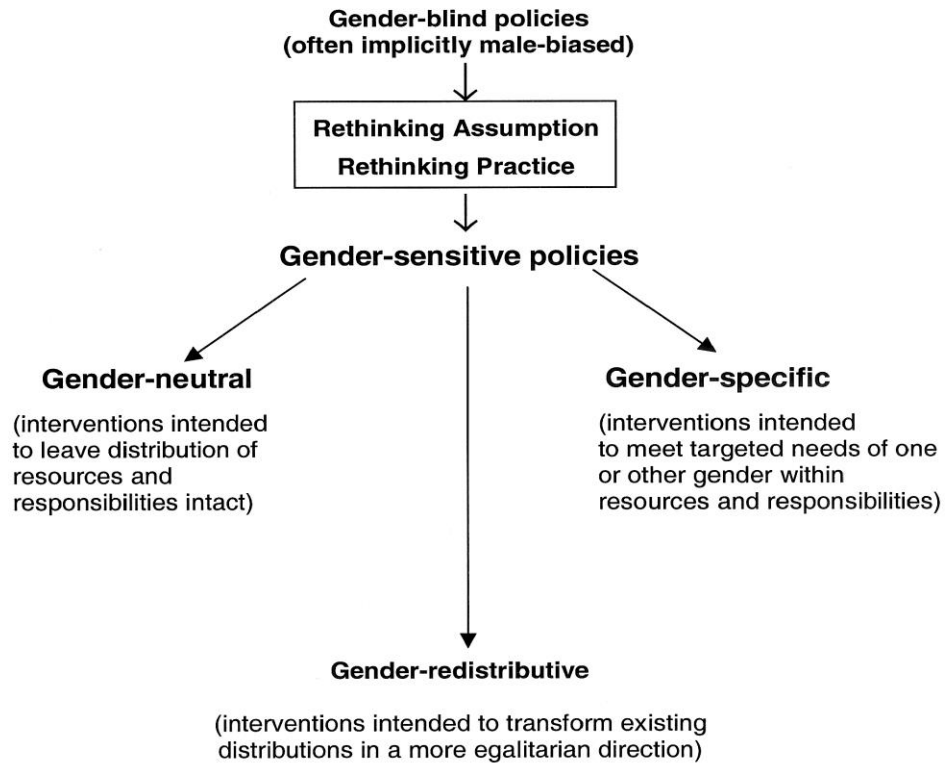 Gender-blind policies
(often implicitly male-biased)
Rethinking Assumption
Rethinking Practice
Gender-sensitive policies
Gender-neutral
(interventions intended
to leave distribution of
resources and
responsibilities intact)
Gender-specific
(interventions intended
to meet targeted needs of one
or other gender within
resources and responsibilities)
Gender-redistributive
(interventions intended to transform existing
distributions in a more egalitarian direction)